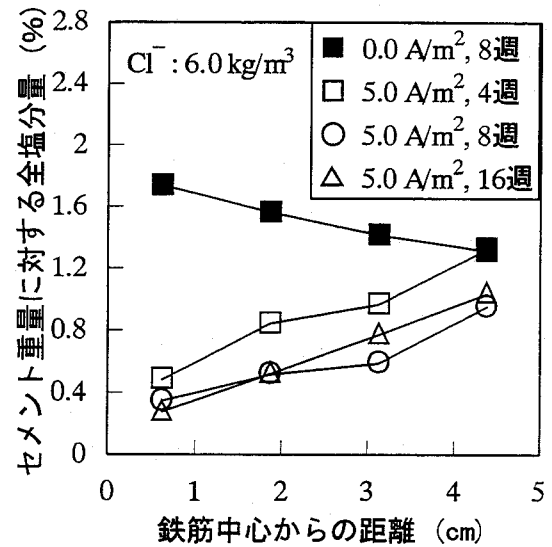 セメント重量に対する全塩分量 (%)
2.8
2.4
2
1.6
1.2
0.8
0.4
0
Cl⁻ : 6.0 kg/m³
0.0 A/m², 8週
5.0 A/m², 4週
5.0 A/m², 8週
5.0 A/m², 16週
0 1 2 3 4 5
鉄筋中心からの距離 (cm)